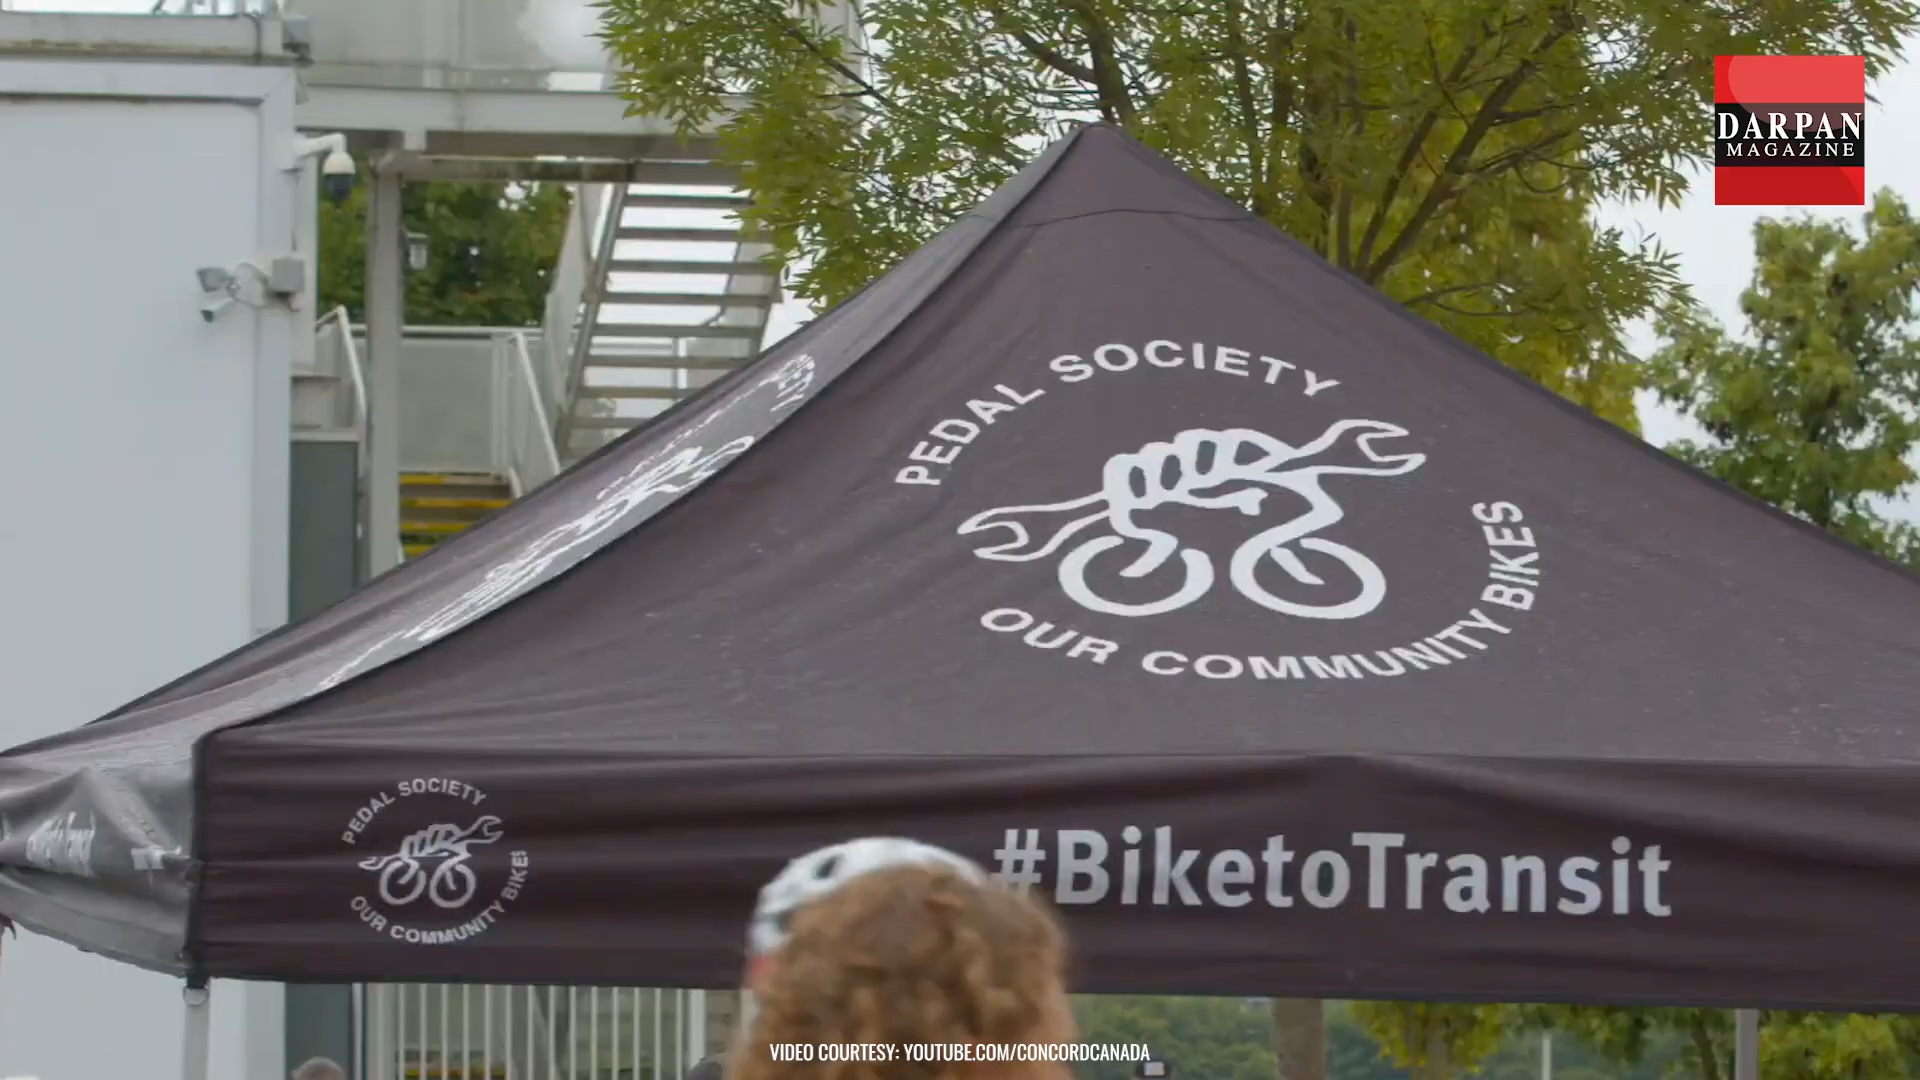 DARPAN
MAGAZINE
PEDAL SOCIETY
OUR COMMUNITY BIKES
PEDAL SOCIETY
OUR COMMUNITY BIKES
#BiketoTransit
VIDEO COURTESY: YOUTUBE.COM/CONCORDCANADA